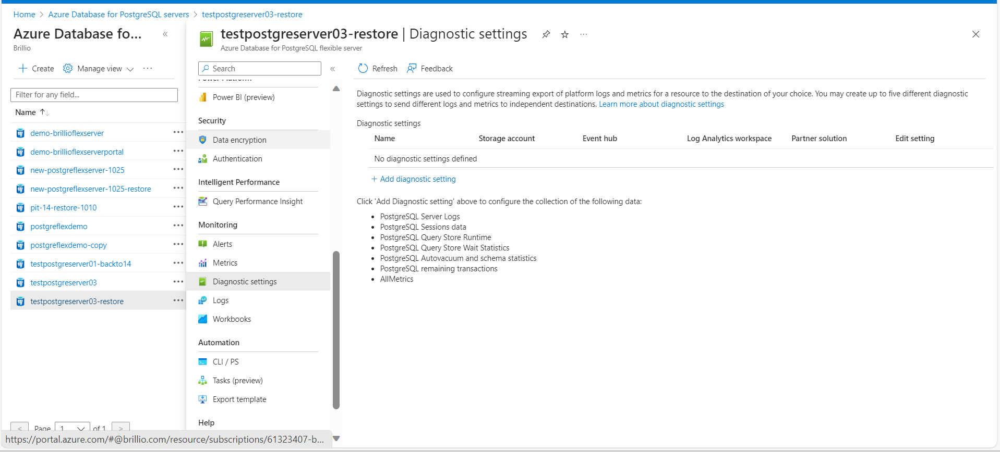 Home > Azure Database for PostgreSQL servers > testpostgreserver03-restore
Azure Database fo...
Brillio
Create
Manage view
Filter for any field...
Name
demo-brillioflexserver
demo-brillioflexserverportal
new-postgreflexserver-1025
new-postgreflexserver-1025-restore
pit-14-restore-1010
postgreflexdemo
postgreflexdemo-copy
testpostgreserver01-backto14
testpostgreserver03
testpostgreserver03-restore
< Page 1 of 1 >
https://portal.azure.com/#@brillio.com/resource/subscriptions/61323407-b...
testpostgreserver03-restore | Diagnostic settings
Azure Database for PostgreSQL flexible server
Search
Power Platform
Power BI (preview)
Security
Data encryption
Authentication
Intelligent Performance
Query Performance Insight
Monitoring
Alerts
Metrics
Diagnostic settings
Logs
Workbooks
Automation
CLI / PS
Tasks (preview)
Export template
Help
Refresh
Feedback
Diagnostic settings are used to configure streaming export of platform logs and metrics for a resource to the destination of your choice. You may create up to five different diagnostic
settings to send different logs and metrics to independent destinations. Learn more about diagnostic settings
Diagnostic settings
Name Storage account Event hub Log Analytics workspace Partner solution Edit setting
No diagnostic settings defined
+ Add diagnostic setting
Click 'Add Diagnostic setting' above to configure the collection of the following data:
• PostgreSQL Server Logs
• PostgreSQL Sessions data
• PostgreSQL Query Store Runtime
• PostgreSQL Query Store Wait Statistics
• PostgreSQL Autovacuum and schema statistics
• PostgreSQL remaining transactions
• AllMetrics